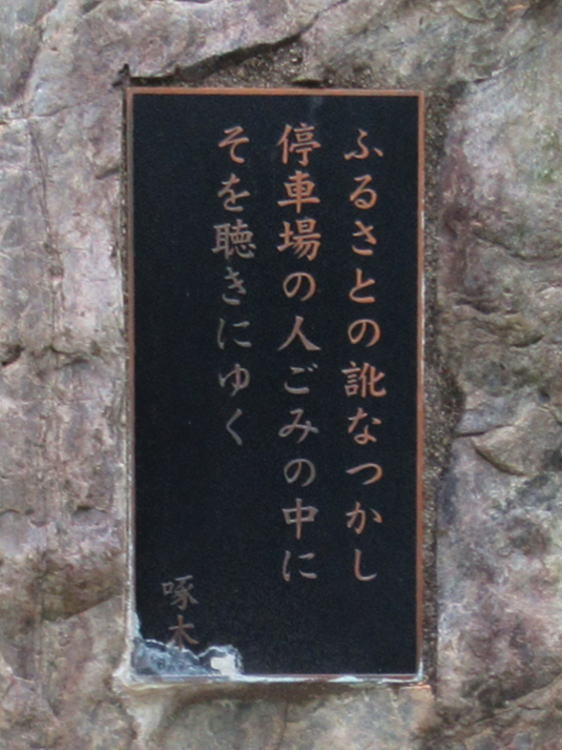 ふるさとの訛なつかし
停車場の人ごみの中に
そを聴きにゆく
啄木